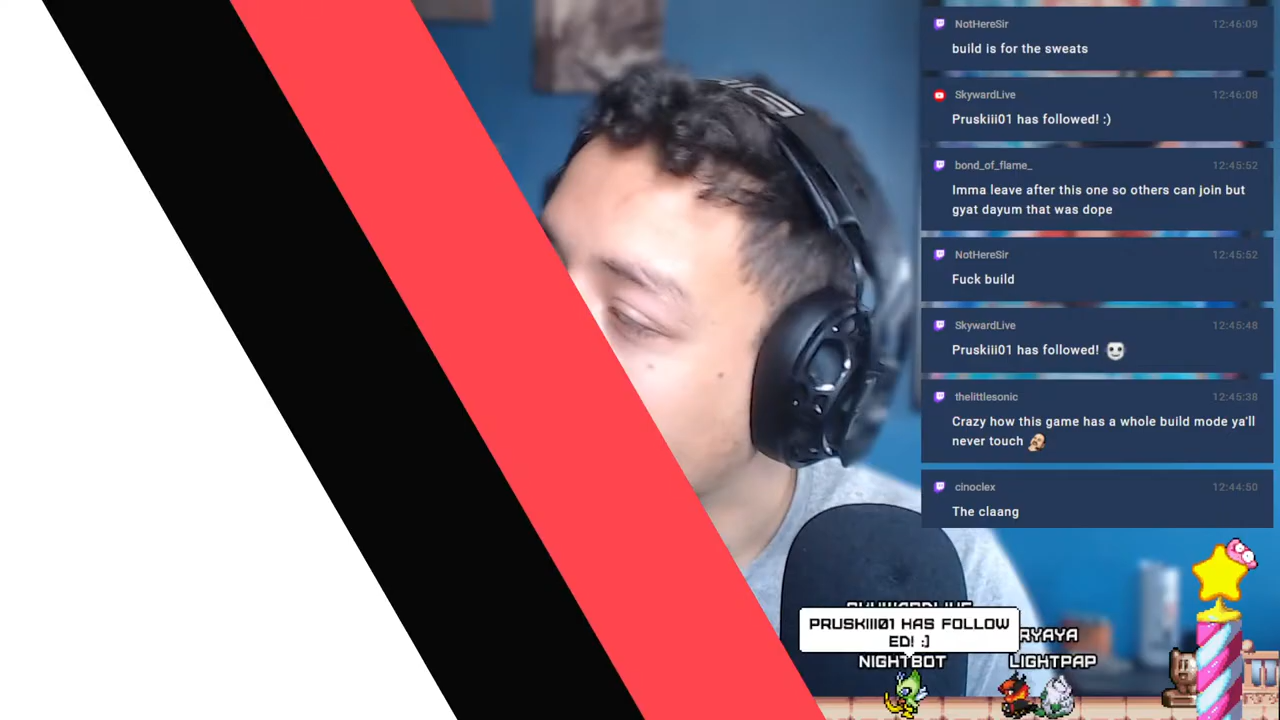 NotHereSir 12:46:09
build is for the sweats
SkywardLive 12:46:08
Pruskiii01 has followed! :)
bond_of_flame_ 12:45:52
Imma leave after this one so others can join but
gyat dayum that was dope
NotHereSir 12:45:52
Fuck build
SkywardLive 12:45:48
Pruskiii01 has followed!
thelittlesonic 12:45:38
Crazy how this game has a whole build mode ya'll
never touch
cinoclex 12:44:50
The claang
SKYWARDLIVE
PRUSKIII01 HAS FOLLOW
ED! :)
RYAYA
NIGHTBOT
LIGHTPAP